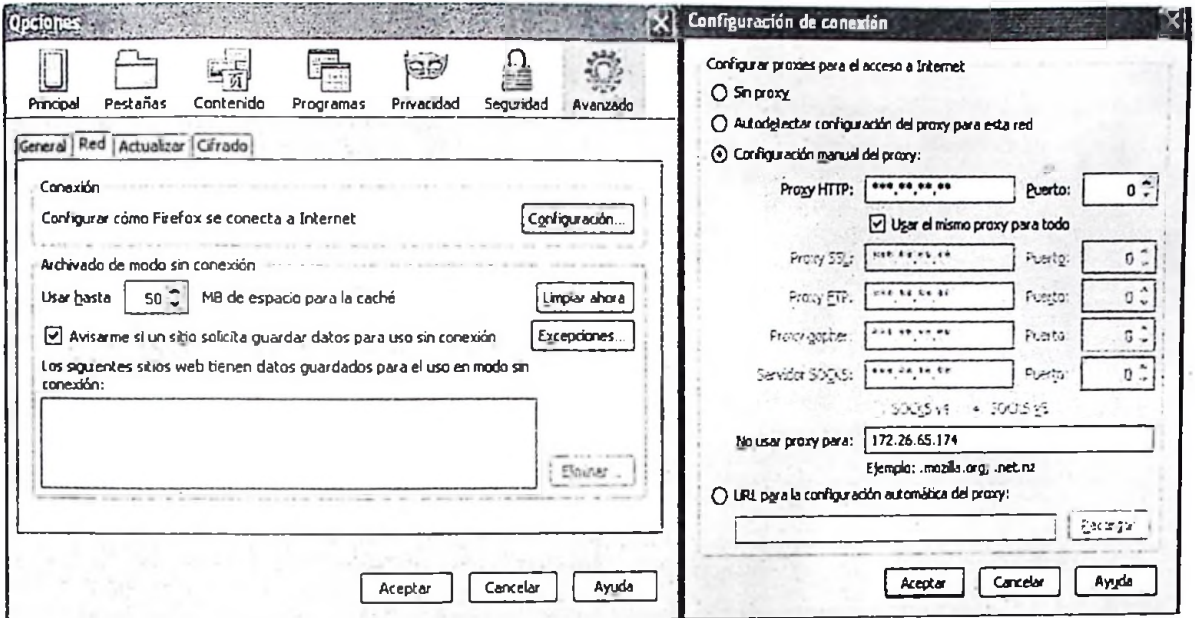 Opciones
Principal Pestañas Contenido Programas Privacidad Seguridad Avanzado
General Red Actualizar Cifrado
Conexión
Configurar cómo Firefox se conecta a Internet Configuración...
Archivado de modo sin conexión
Usar hasta 50 MB de espacio para la caché Limpiar ahora
Avisarme si un sitio solicita guardar datos para uso sin conexión Excepciones...
Los siguientes sitios web tienen datos guardados para el uso en modo sin
conexión:
Eliminar...
Aceptar Cancelar Ayuda
Configuración de conexión
Configurar proxies para el acceso a Internet
Sin proxy
Autodetectar configuración del proxy para esta red
Configuración manual del proxy:
Proxy HTTP: ***.**.**.** Puerto: 0
Usar el mismo proxy para todo
Proxy SSL: ***.**.**.** Puerto: 0
Proxy FTP: ***.**.**.** Puerto: 0
Proxy gopher: ***.**.**.** Puerto: 0
Servidor SOCKS: ***.**.**.** Puerto: 0
SOCKS v4 SOCKS v5
No usar proxy para: 172.26.65.174
Ejemplo: .mozilla.org, .net.nz
URL para la configuración automática del proxy:
Recargar
Aceptar Cancelar Ayuda